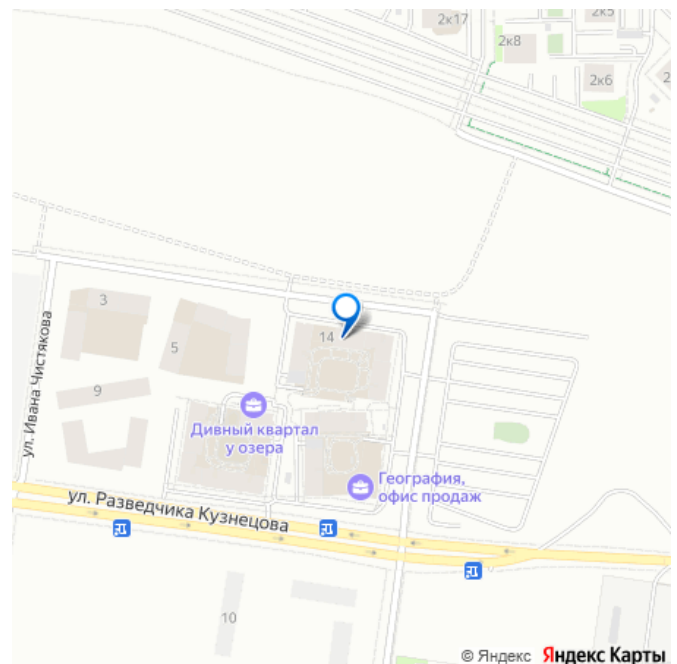 2к17
2к5
2к8
2к6
3
14
5
ул. Ивана Чистякова
9
Дивный квартал
у озера
География,
офис продаж
ул. Разведчика Кузнецова
10
© Яндекс Яндекс Карты